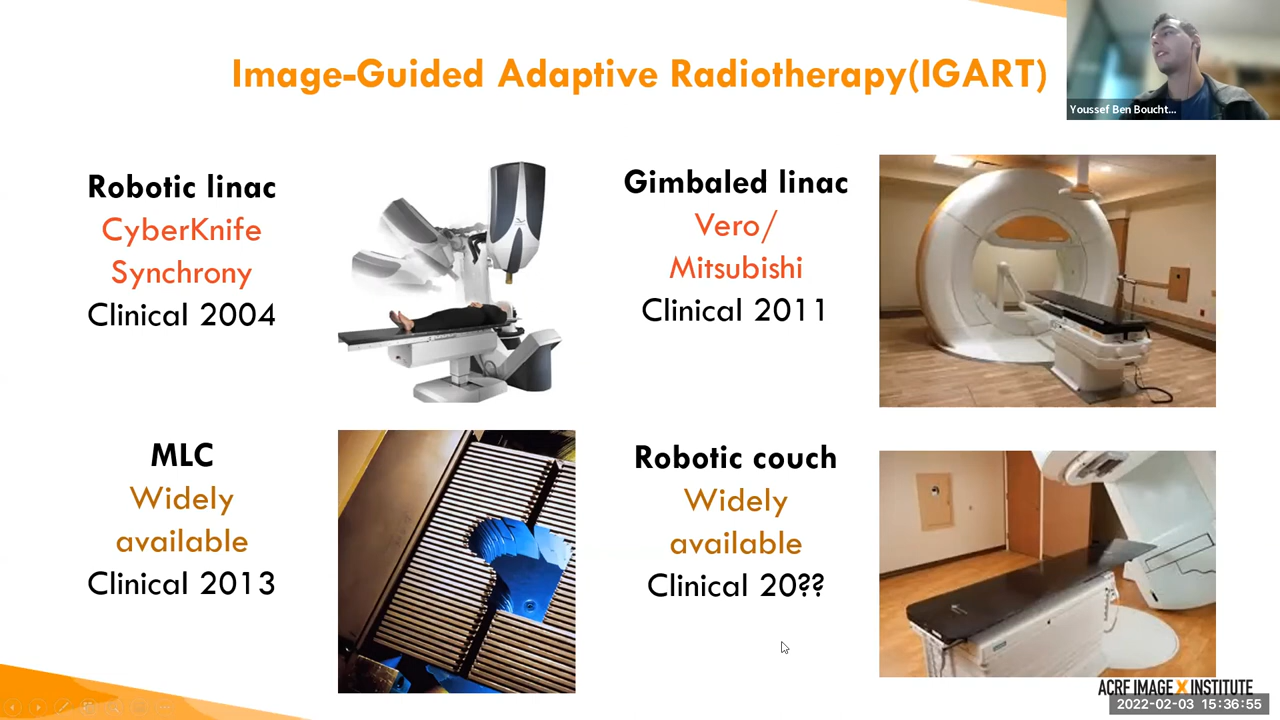 Image-Guided Adaptive Radiotherapy(IGART)
Youssef Ben Boucht...
Robotic linac
CyberKnife
Synchrony
Clinical 2004
Gimbaled linac
Vero/
Mitsubishi
Clinical 2011
MLC
Widely
available
Clinical 2013
Robotic couch
Widely
available
Clinical 20??
ACRF IMAGE X INSTITUTE
2022-02-03 15:36:55